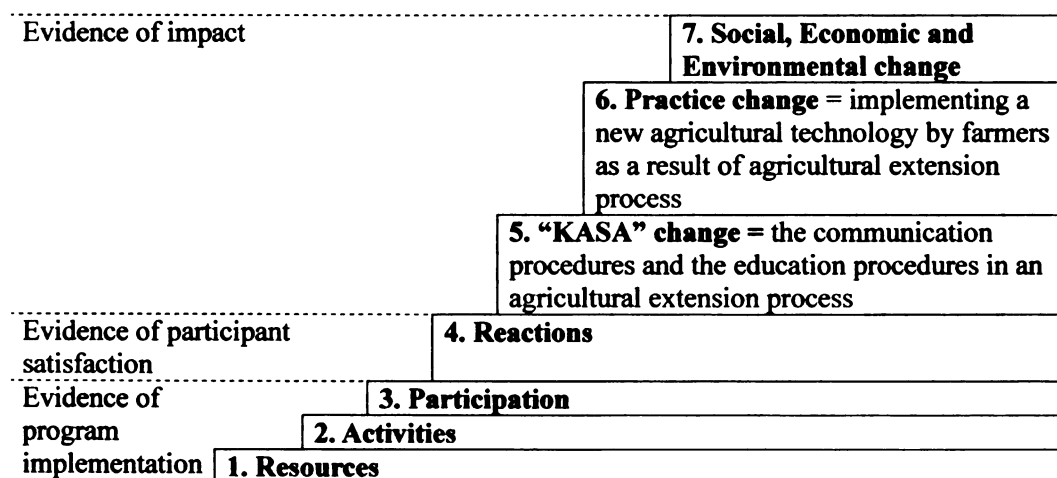 Evidence of impact
7. Social, Economic and
Environmental change
6. Practice change = implementing a
new agricultural technology by farmers
as a result of agricultural extension
process
5. “KASA” change = the communication
procedures and the education procedures in an
agricultural extension process
Evidence of participant
satisfaction
4. Reactions
Evidence of
program
implementation
3. Participation
2. Activities
1. Resources